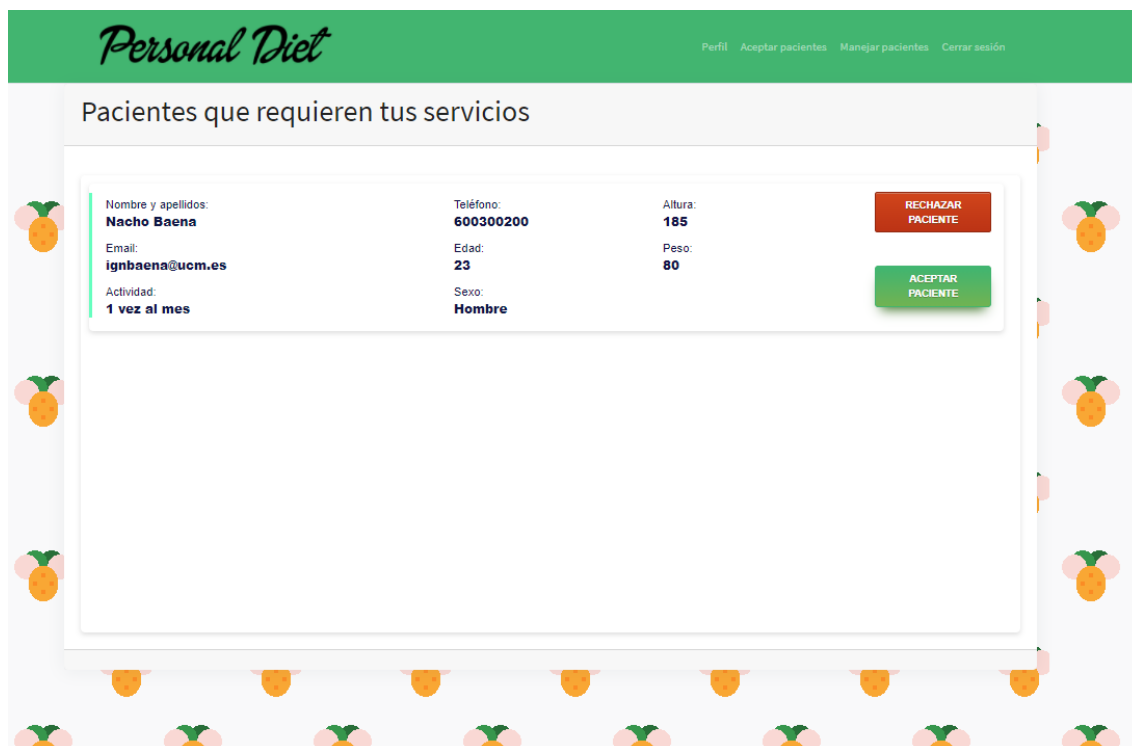 Personal Diet
Perfil Aceptar pacientes Manejar pacientes Cerrar sesión
Pacientes que requieren tus servicios
Nombre y apellidos:
Nacho Baena
Email:
ignbaena@ucm.es
Actividad:
1 vez al mes
Teléfono:
600300200
Edad:
23
Sexo:
Hombre
Altura:
185
Peso:
80
RECHAZAR
PACIENTE
ACEPTAR
PACIENTE